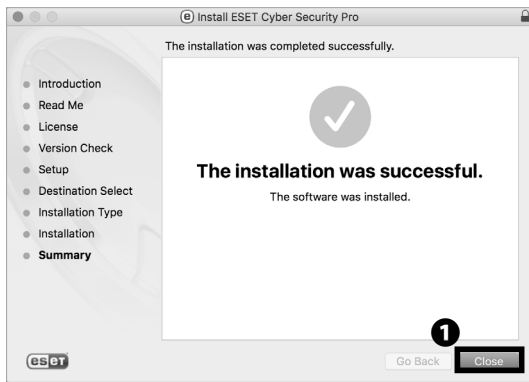 e Install ESET Cyber Security Pro
The installation was completed successfully.
Introduction
Read Me
License
Version Check
Setup
Destination Select
Installation Type
Installation
Summary
The installation was successful.
The software was installed.
1
eset
Go Back
Close